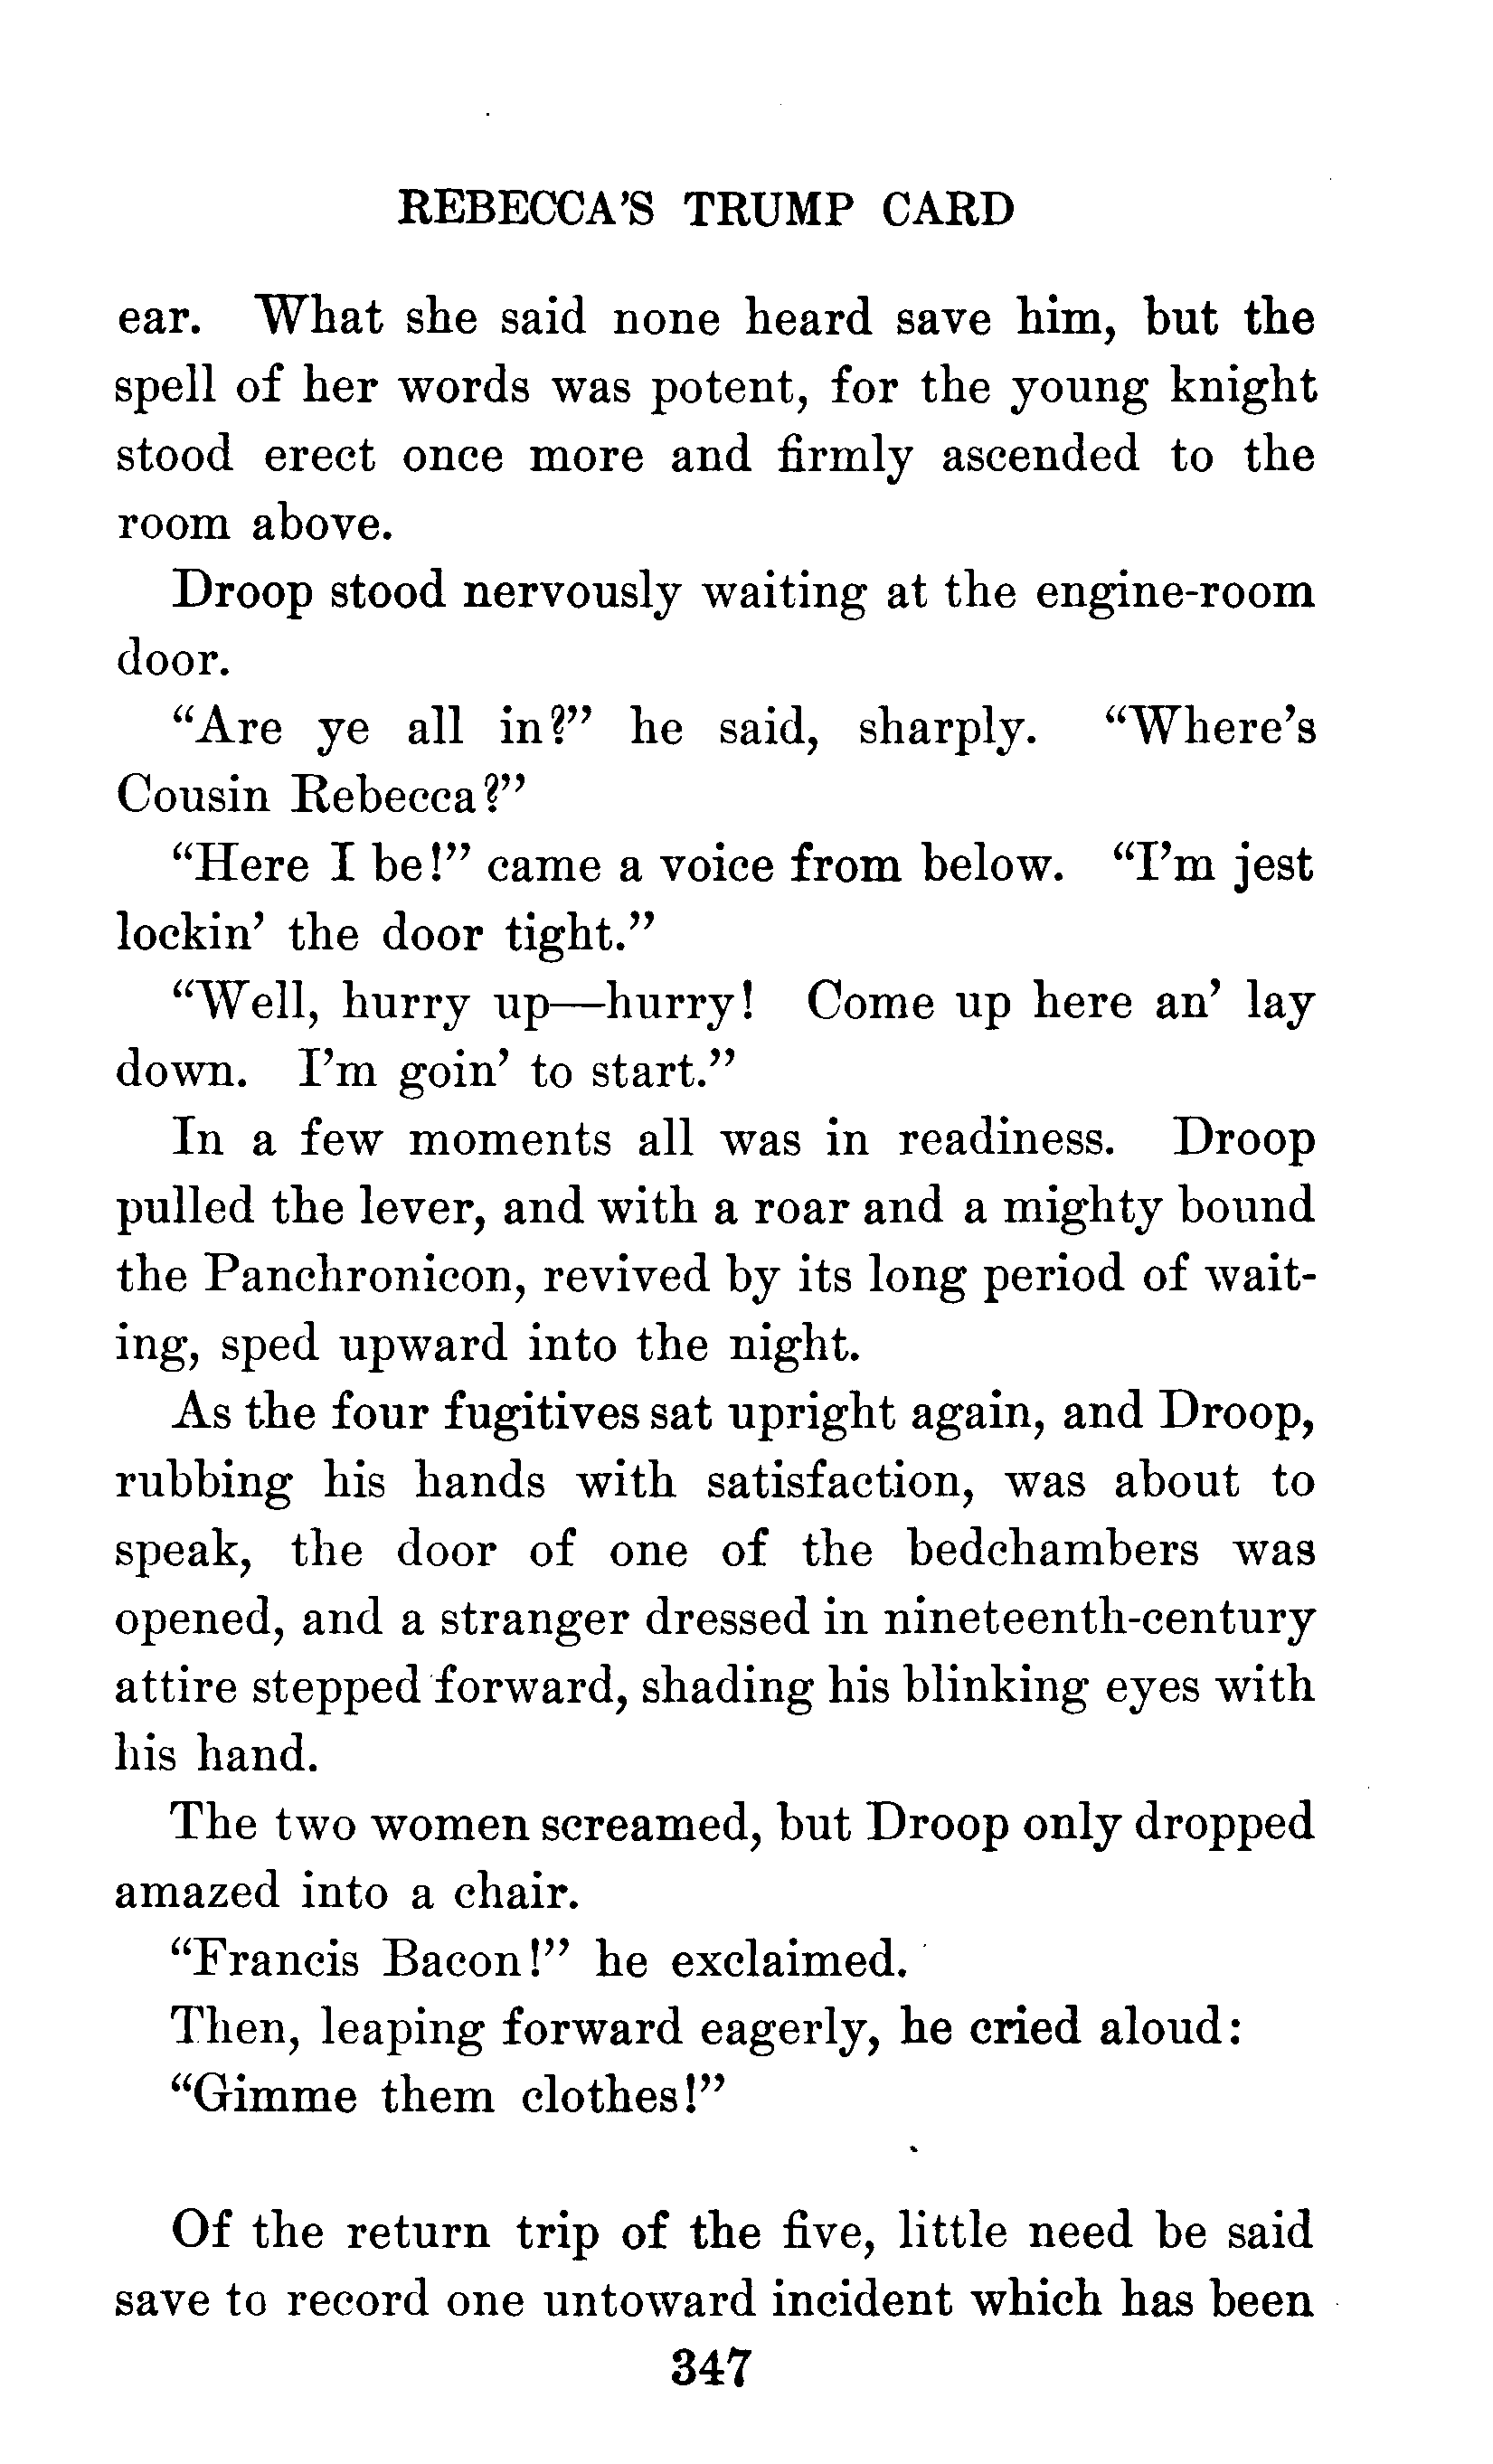 REBECCA'S TRUMP CARD
ear. What she said none heard save him, but the
spell of her words was potent, for the young knight
stood erect once more and firmly ascended to the
room above.
Droop stood nervously waiting at the engine-room
door.
“Are ye all in?” he said, sharply. “Where's
Cousin Rebecca?”
“Here I be!” came a voice from below. “I'm jest
lockin' the door tight.”
“Well, hurry up—hurry! Come up here an' lay
down. I'm goin' to start.”
In a few moments all was in readiness. Droop
pulled the lever, and with a roar and a mighty bound
the Panchronicon, revived by its long period of wait-
ing, sped upward into the night.
As the four fugitives sat upright again, and Droop,
rubbing his hands with satisfaction, was about to
speak, the door of one of the bedchambers was
opened, and a stranger dressed in nineteenth-century
attire stepped forward, shading his blinking eyes with
his hand.
The two women screamed, but Droop only dropped
amazed into a chair.
“Francis Bacon!” he exclaimed.
Then, leaping forward eagerly, he cried aloud:
“Gimme them clothes!”
Of the return trip of the five, little need be said
save to record one untoward incident which has been
347